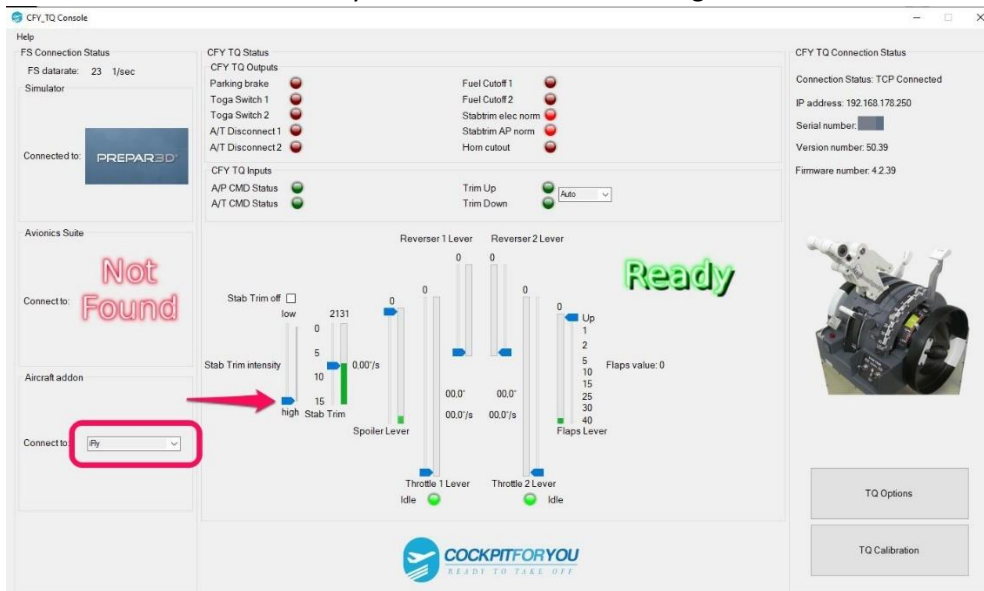 CFY_TQ Console
Help
FS Connection Status
FS datarate: 23 1/sec
Simulator
Connected to: PREPAR3D
Avionics Suite
Connect to: Not Found
Aircraft addon
Connect to: iFly
CFY TQ Status
CFY TQ Outputs
Parking brake
Toga Switch 1
Toga Switch 2
A/T Disconnect 1
A/T Disconnect 2
Fuel Cutoff 1
Fuel Cutoff 2
Stabtrim elec norm
Stabtrim AP norm
Horn cutout
CFY TQ Inputs
A/P CMD Status
A/T CMD Status
Trim Up
Trim Down
Auto
Reverser 1 Lever
Reverser 2 Lever
0
0
Ready
Stab Trim off
low
2131
0
5
10
15
0.00°/s
Stab Trim intensity
high
Stab Trim
0
Spoiler Lever
0
0
00,0°
00,0°
00,0°/s
00,0°/s
0
Up
1
2
5
10
15
25
30
40
Flaps value: 0
Flaps Lever
Throttle 1 Lever
Throttle 2 Lever
Idle
Idle
COCKPITFORYOU
READY TO TAKE OFF
CFY TQ Connection Status
Connection Status: TCP Connected
IP address: 192.168.178.250
Serial number:
Version number: 50.39
Firmware number: 4.2.39
TQ Options
TQ Calibration